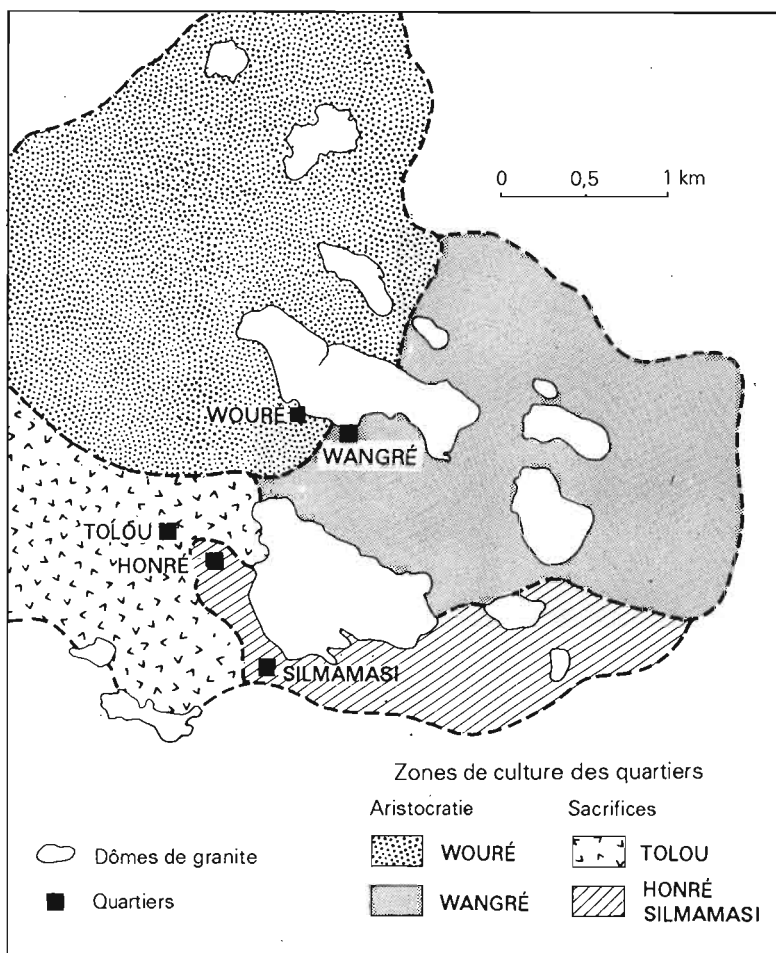 0 0,5 1 km
WOURÉ
WANGRÉ
TOLOU
HONRÉ
SILMAMASI
Zones de culture des quartiers
Aristocratie Sacrifices
Dômes de granite WOURÉ TOLOU
Quartiers WANGRÉ HONRÉ
SILMAMASI